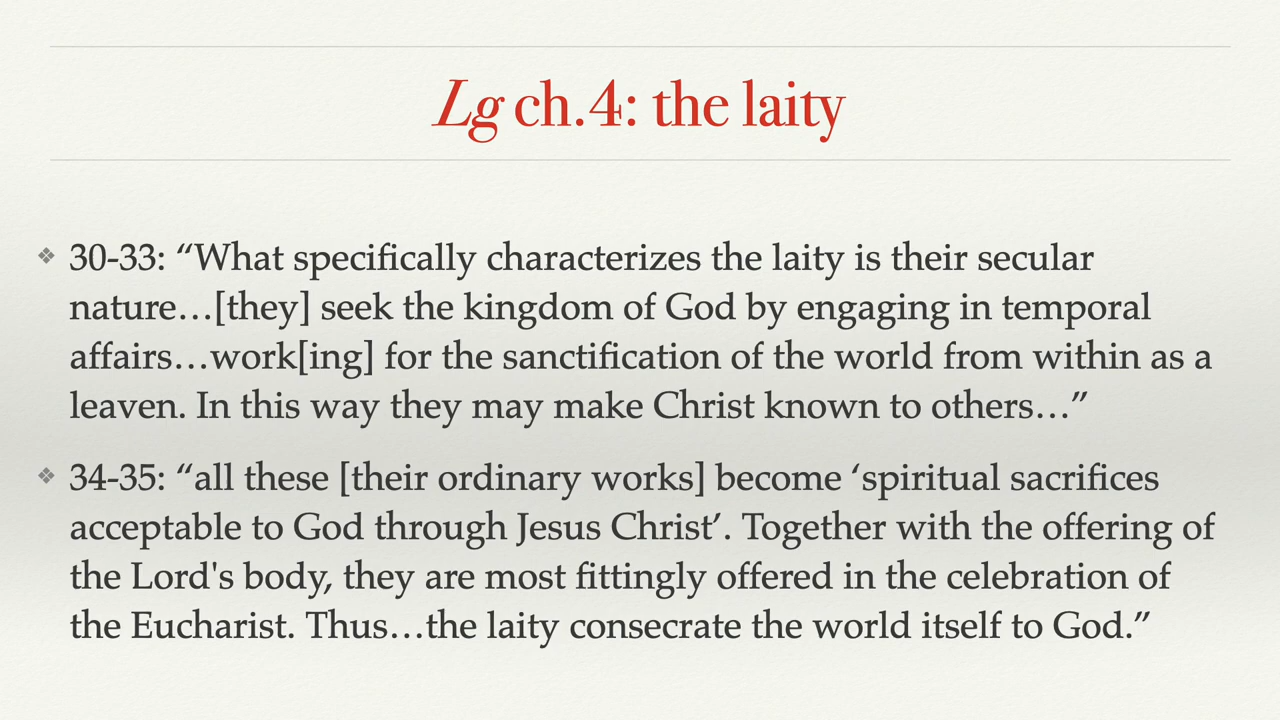 Lg ch.4: the laity
❖ 30-33: “What specifically characterizes the laity is their secular
nature…[they] seek the kingdom of God by engaging in temporal
affairs…work[ing] for the sanctification of the world from within as a
leaven. In this way they may make Christ known to others…”
❖ 34-35: “all these [their ordinary works] become ‘spiritual sacrifices
acceptable to God through Jesus Christ’. Together with the offering of
the Lord's body, they are most fittingly offered in the celebration of
the Eucharist. Thus…the laity consecrate the world itself to God.”